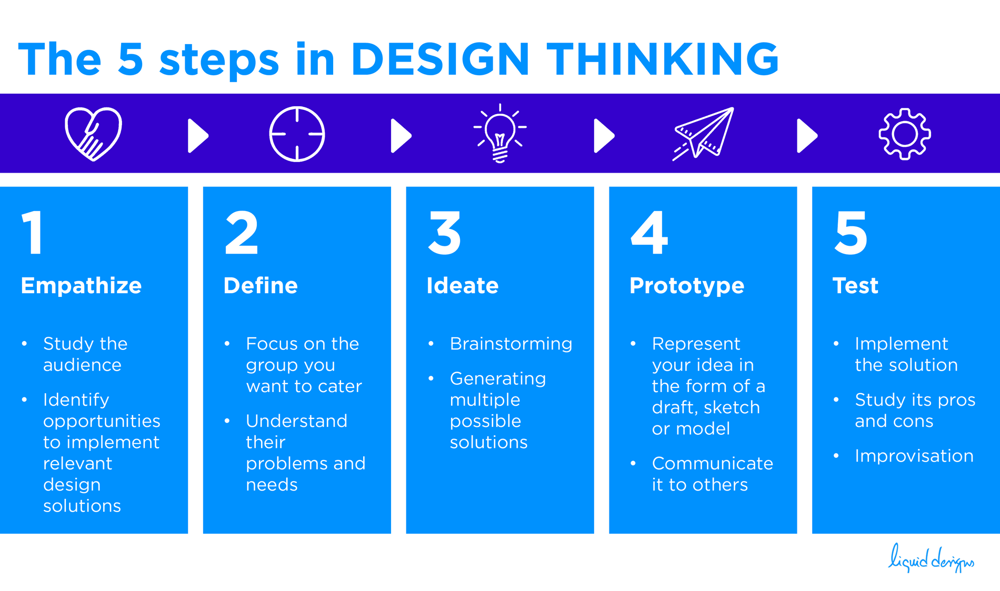 The 5 steps in DESIGN THINKING
1
Empathize
• Study the
audience
• Identify
opportunities
to implement
relevant
design
solutions
2
Define
• Focus on the
group you
want to cater
• Understand
their
problems and
needs
3
Ideate
• Brainstorming
• Generating
multiple
possible
solutions
4
Prototype
• Represent
your idea in
the form of a
draft, sketch
or model
• Communicate
it to others
5
Test
• Implement
the solution
• Study its pros
and cons
• Improvisation
liquid designs